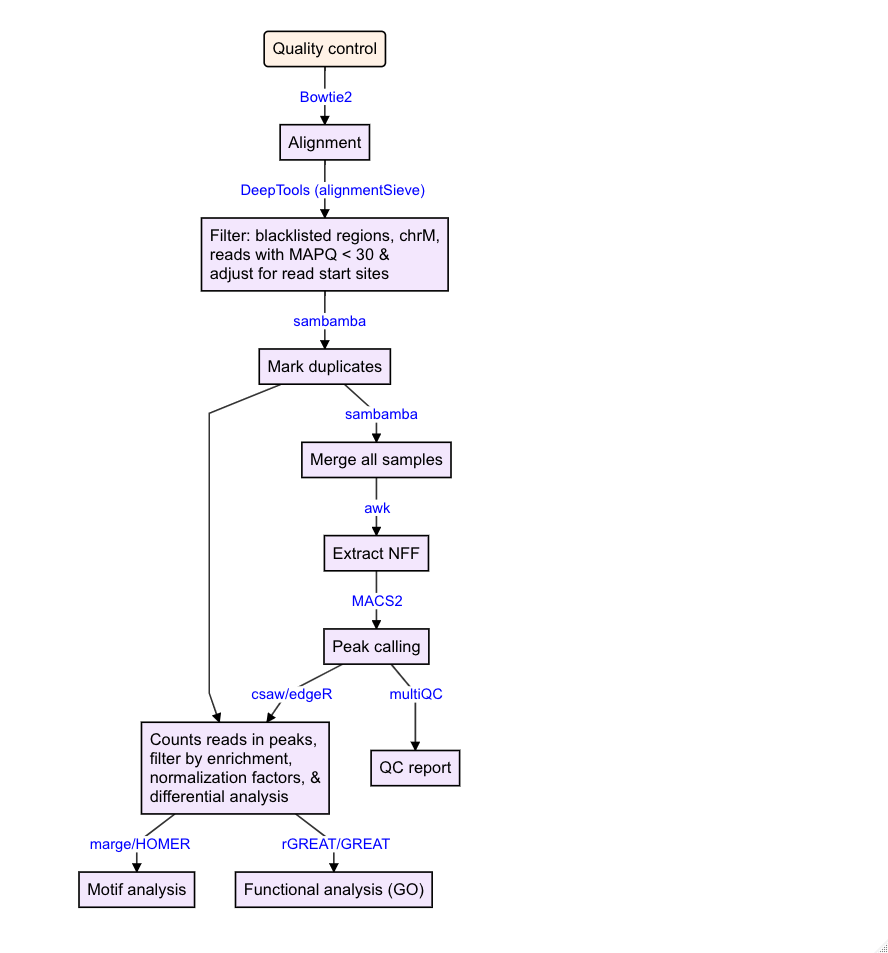 Quality control
Bowtie2
Alignment
DeepTools (alignmentSieve)
Filter: blacklisted regions, chrM,
reads with MAPQ < 30 &
adjust for read start sites
sambamba
Mark duplicates
sambamba
Merge all samples
awk
Extract NFF
MACS2
Peak calling
csaw/edgeR
multiQC
Counts reads in peaks,
filter by enrichment,
normalization factors, &
differential analysis
QC report
marge/HOMER
rGREAT/GREAT
Motif analysis
Functional analysis (GO)